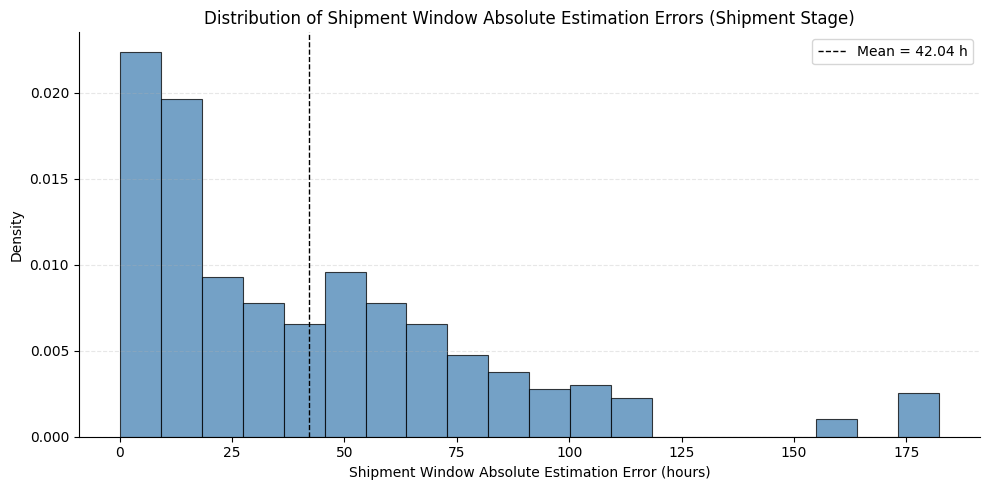 Distribution of Shipment Window Absolute Estimation Errors (Shipment Stage)
Mean = 42.04 h
Density
0.020
0.015
0.010
0.005
0.000
0 25 50 75 100 125 150 175
Shipment Window Absolute Estimation Error (hours)